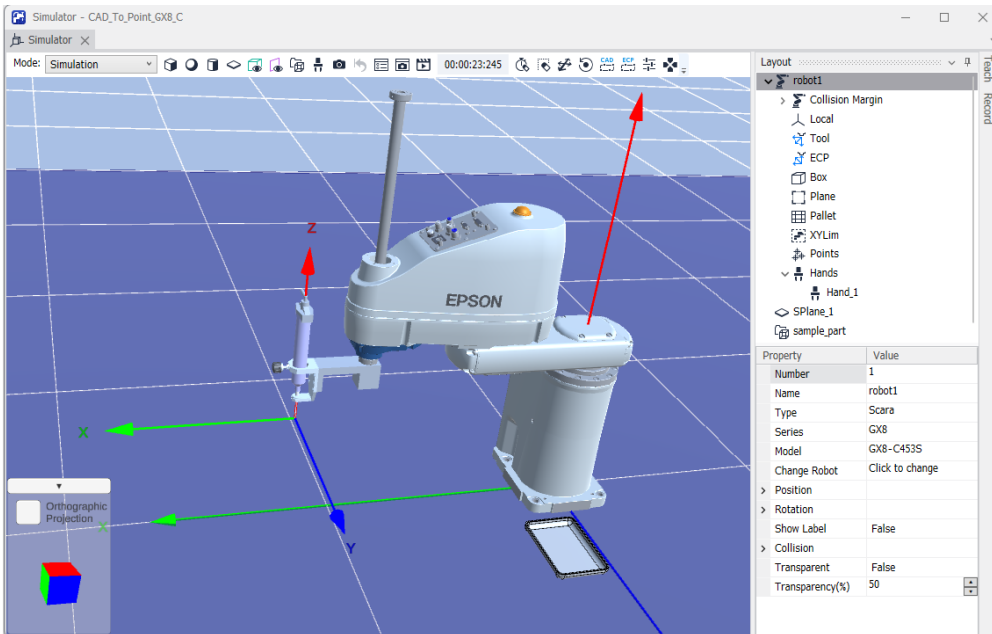 Simulator - CAD_To_Point_GX8_C
Simulator
Mode: Simulation 00:00:23:245 CAD ECP
Layout
robot1
Collision Margin
Local
Tool
ECP
Box
Plane
Pallet
XYLim
Points
Hands
Hand_1
SPlane_1
sample_part
Teach
Record
Z
EPSON
X
Y
Orthographic
Projection
Property Value
Number 1
Name robot1
Type Scara
Series GX8
Model GX8-C453S
Change Robot Click to change
Position
Rotation
Show Label False
Collision
Transparent False
Transparency(%) 50